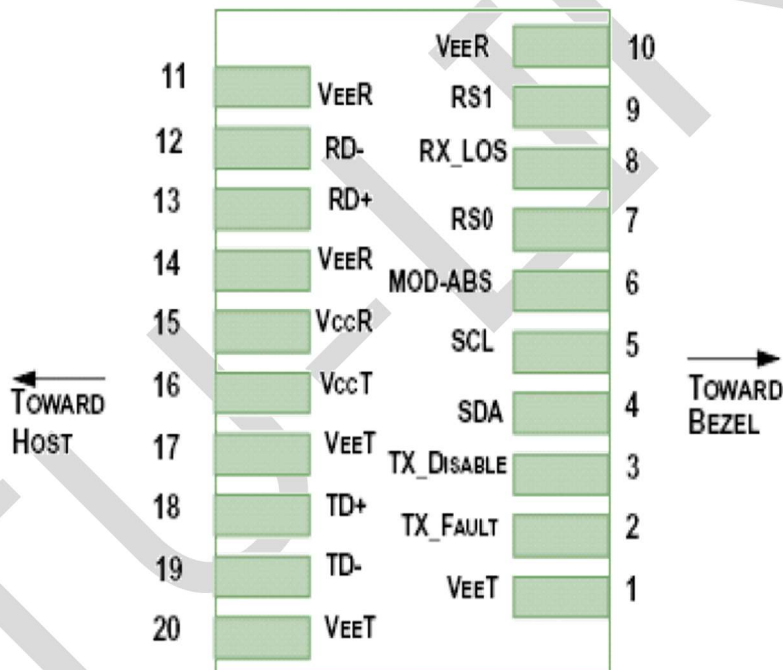 VEER 10
11 VEER
RS1 9
12 RD-
RX_LOS 8
13 RD+
RS0 7
14 VEER
MOD-ABS 6
15 VCCR
SCL 5
16 VCCT
TOWARD HOST
TOWARD BEZEL
SDA 4
17 VEET
TX_DISABLE 3
18 TD+
TX_FAULT 2
19 TD-
VEET 1
20 VEET